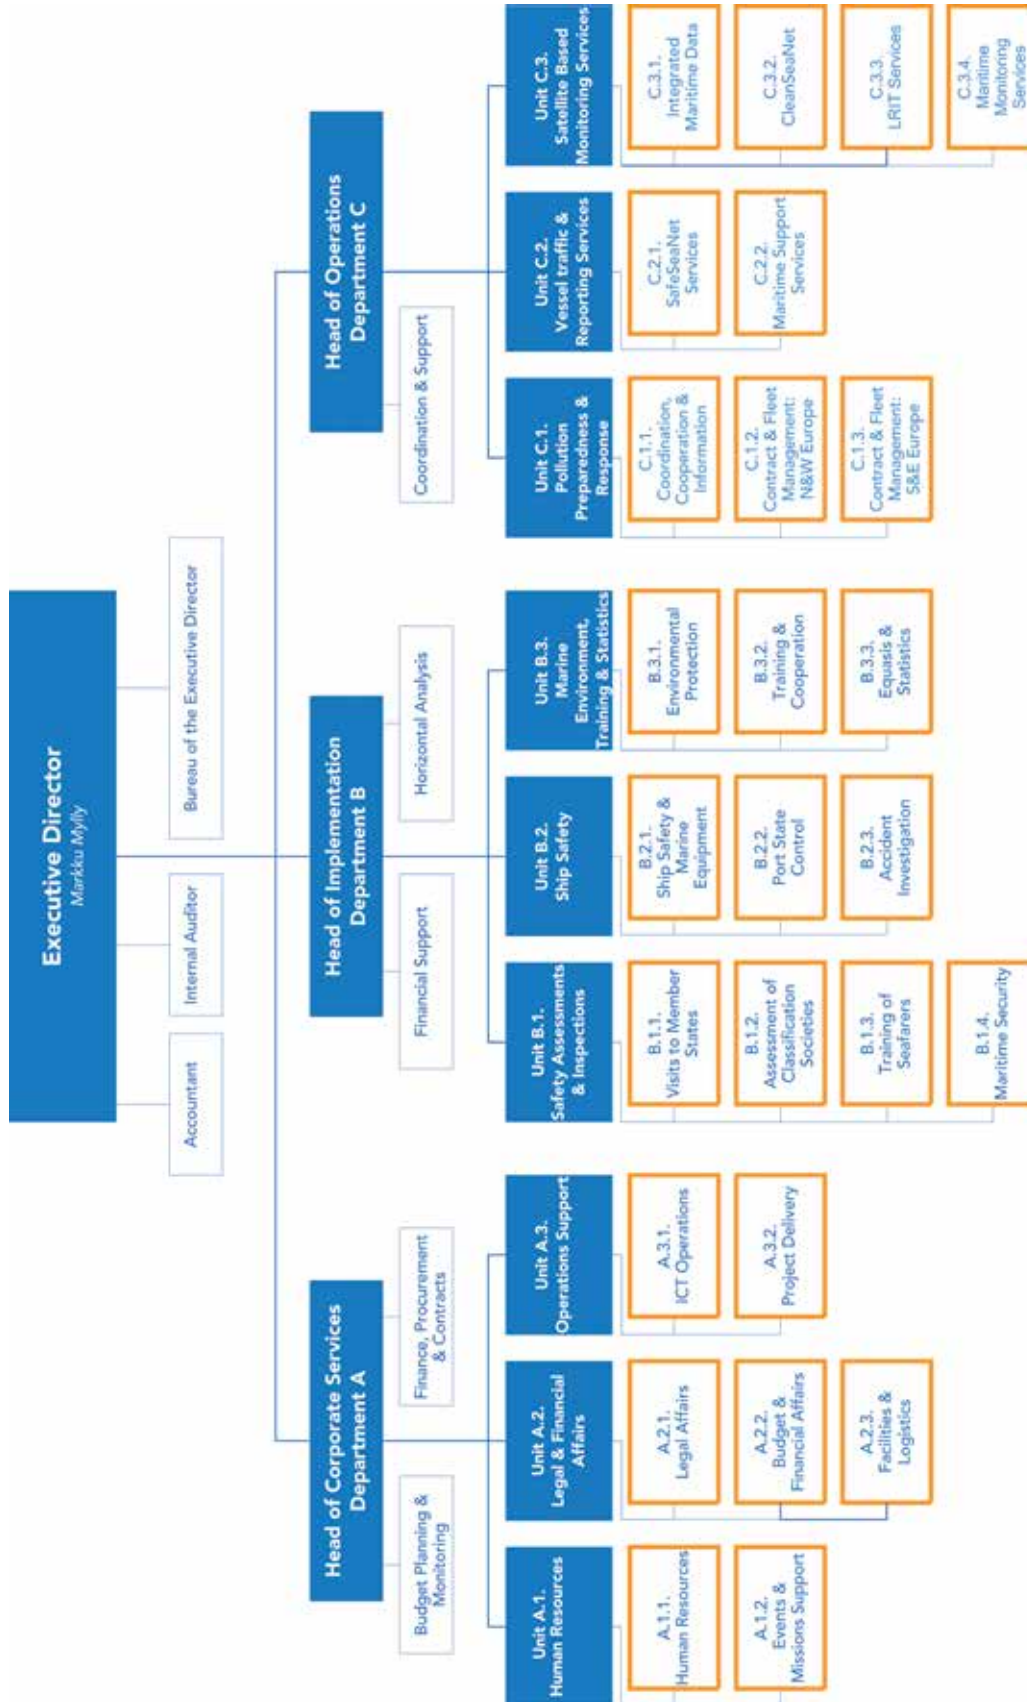 Executive Director
Markku Mylly
Accountant
Internal Auditor
Bureau of the Executive Director
Head of Corporate Services
Department A
Budget Planning &
Monitoring
Finance, Procurement
& Contracts
Unit A.1.
Human Resources
A.1.1.
Human Resources
A.1.2.
Events &
Missions Support
Unit A.2.
Legal & Financial
Affairs
A.2.1.
Legal Affairs
A.2.2.
Budget &
Financial Affairs
A.2.3.
Facilities &
Logistics
Unit A.3.
Operations Support
A.3.1.
ICT Operations
A.3.2.
Project Delivery
Head of Implementation
Department B
Financial Support
Horizontal Analysis
Unit B.1.
Safety Assessments
& Inspections
B.1.1.
Visits to Member
States
B.1.2.
Assessment of
Classification
Societies
B.1.3.
Training of
Seafarers
B.1.4.
Maritime Security
Unit B.2.
Ship Safety
B.2.1.
Ship Safety &
Marine
Equipment
B.2.2.
Port State
Control
B.2.3.
Accident
Investigation
Unit B.3.
Marine
Environment,
Training & Statistics
B.3.1.
Environmental
Protection
B.3.2.
Training &
Cooperation
B.3.3.
Equasis &
Statistics
Head of Operations
Department C
Coordination & Support
Unit C.1.
Pollution
Preparedness &
Response
C.1.1.
Coordination,
Cooperation &
Information
C.1.2.
Contract & Fleet
Management:
N&W Europe
C.1.3.
Contract & Fleet
Management:
S&E Europe
Unit C.2.
Vessel traffic &
Reporting Services
C.2.1.
SafeSeaNet
Services
C.2.2.
Maritime Support
Services
Unit C.3.
Satellite Based
Monitoring Services
C.3.1.
Integrated
Maritime Data
C.3.2.
CleanSeaNet
C.3.3.
LRIT Services
C.3.4.
Maritime
Monitoring
Services